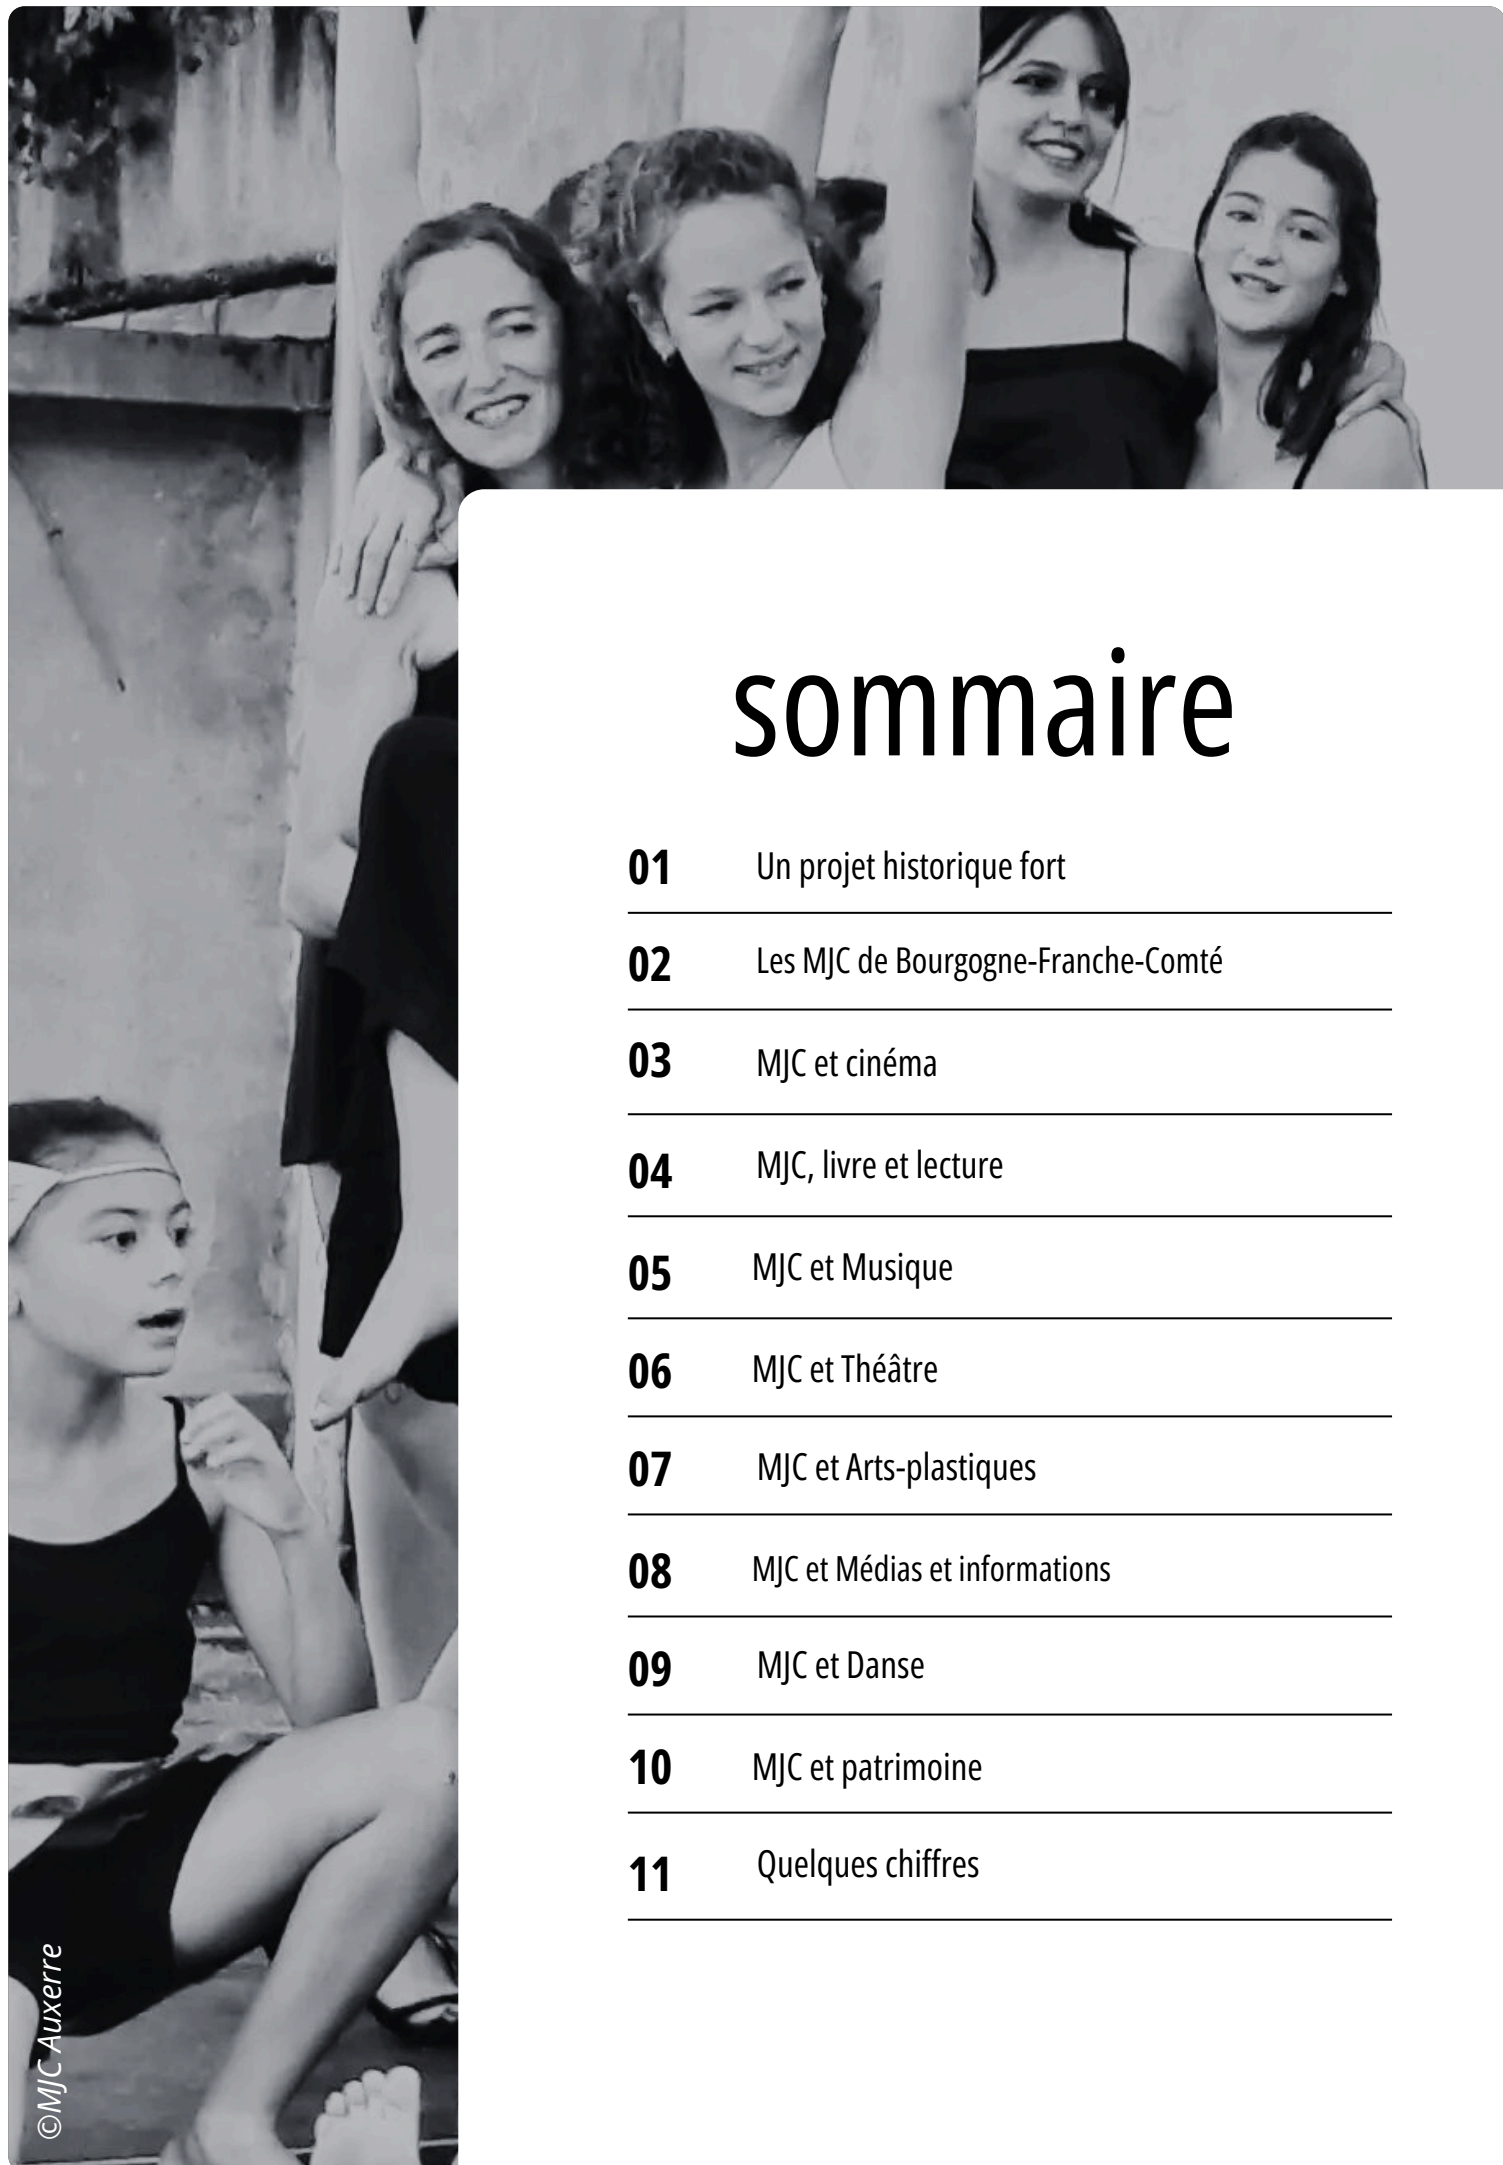 sommaire
01 Un projet historique fort
02 Les MJC de Bourgogne-Franche-Comté
03 MJC et cinéma
04 MJC, livre et lecture
05 MJC et Musique
06 MJC et Théâtre
07 MJC et Arts-plastiques
08 MJC et Médias et informations
09 MJC et Danse
10 MJC et patrimoine
11 Quelques chiffres
©MJC Auxerre